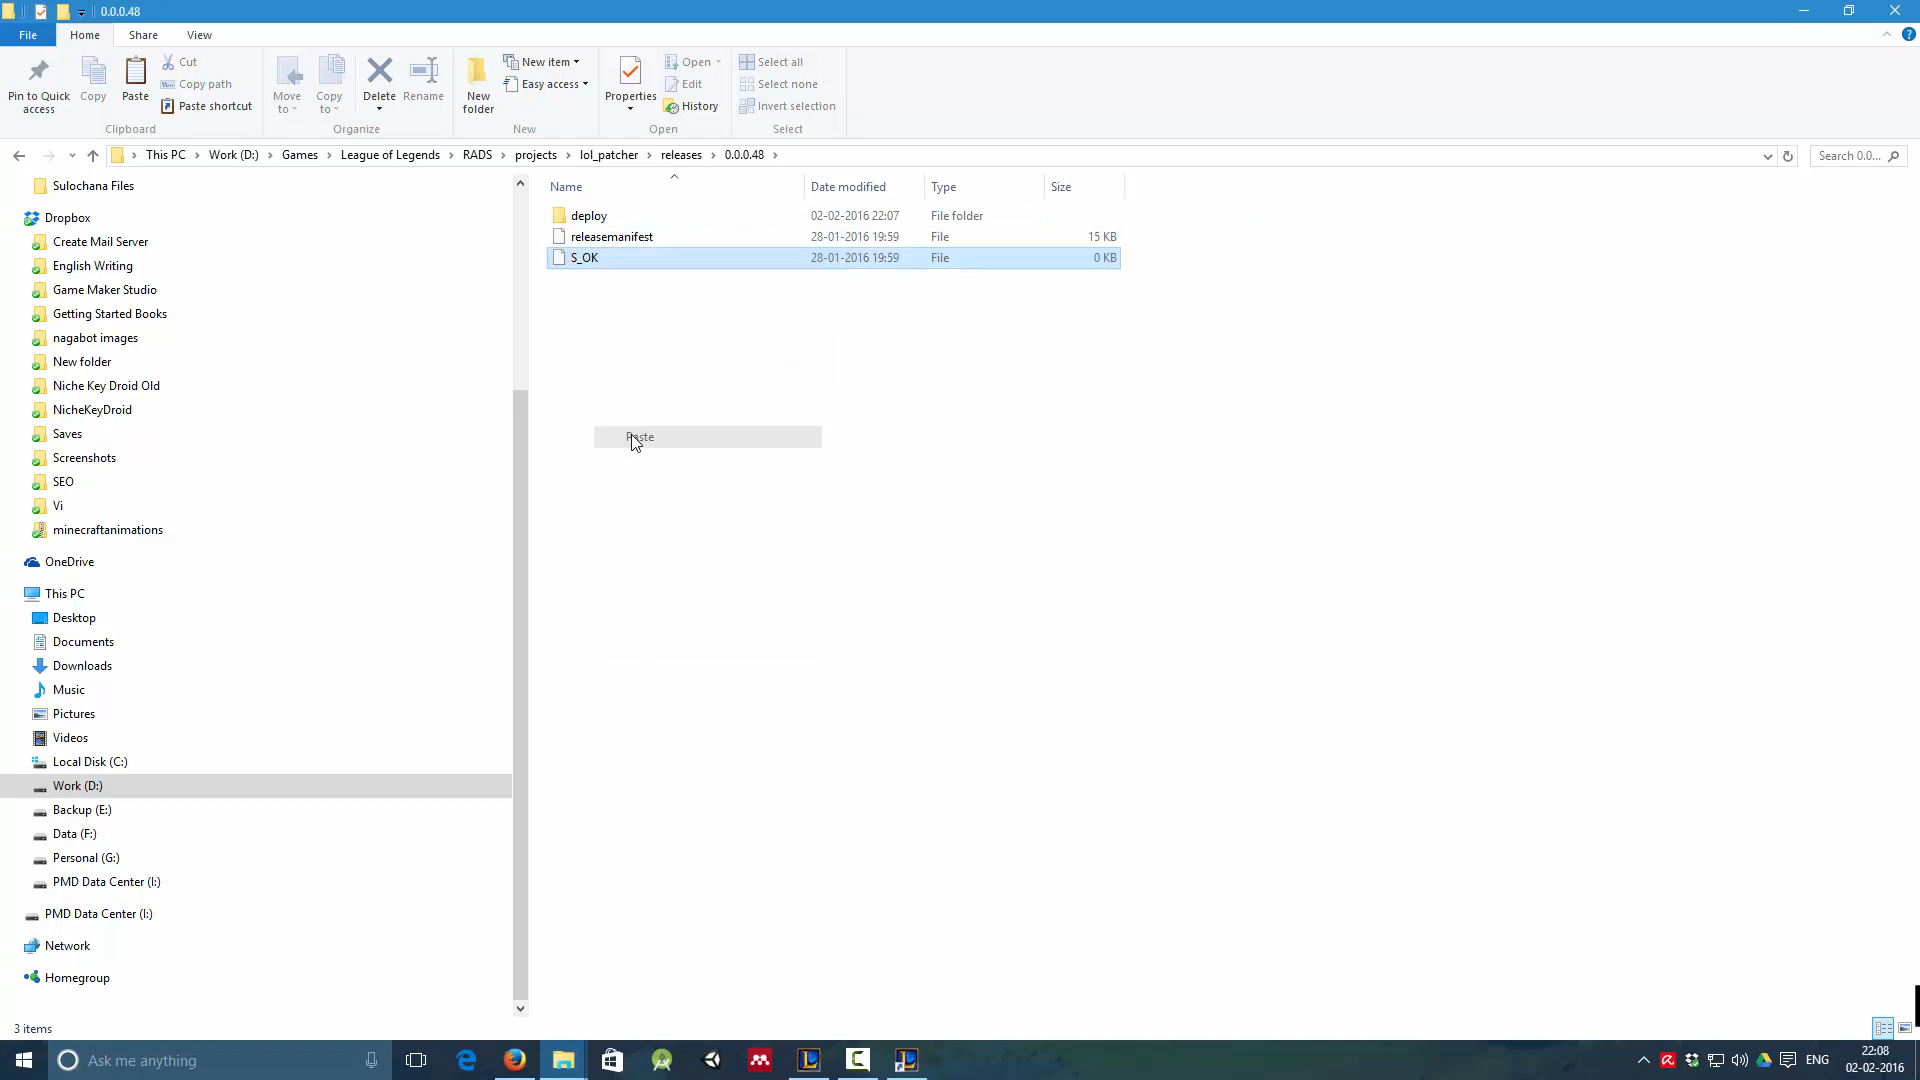 0.0.0.48
File
Home
Share
View
Pin to Quick access
Copy
Paste
Cut
Copy path
Paste shortcut
Clipboard
Move to
Copy to
Delete
Rename
Organize
New folder
New item
Easy access
New
Properties
Open
Edit
History
Open
Select all
Select none
Invert selection
Select
This PC
Work (D:)
Games
League of Legends
RADS
projects
lol_patcher
releases
0.0.0.48
Search 0.0...
Sulochana Files
Dropbox
Create Mail Server
English Writing
Game Maker Studio
Getting Started Books
nagabot images
New folder
Niche Key Droid Old
NicheKeyDroid
Saves
Screenshots
SEO
Vi
minecraftanimations
OneDrive
This PC
Desktop
Documents
Downloads
Music
Pictures
Videos
Local Disk (C:)
Work (D:)
Backup (E:)
Data (F:)
Personal (G:)
PMD Data Center (I:)
PMD Data Center (I:)
Network
Homegroup
Name Date modified Type Size
deploy 02-02-2016 22:07 File folder
releasemanifest 28-01-2016 19:59 File 15 KB
S_OK 28-01-2016 19:59 File 0 KB
Paste
3 items
Ask me anything
ENG
22:08
02-02-2016